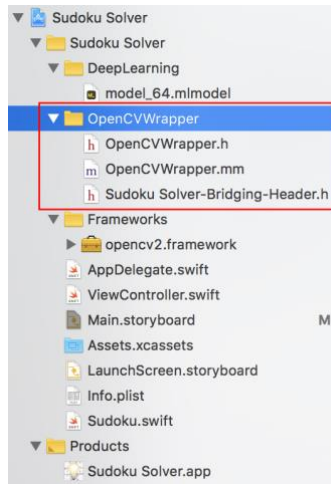 Sudoku Solver
Sudoku Solver
DeepLearning
model_64.mlmodel
OpenCVWrapper
h OpenCVWrapper.h
m OpenCVWrapper.mm
h Sudoku Solver-Bridging-Header.h
Frameworks
opencv2.framework
AppDelegate.swift
ViewController.swift
Main.storyboard M
Assets.xcassets
LaunchScreen.storyboard
Info.plist
Sudoku.swift
Products
Sudoku Solver.app